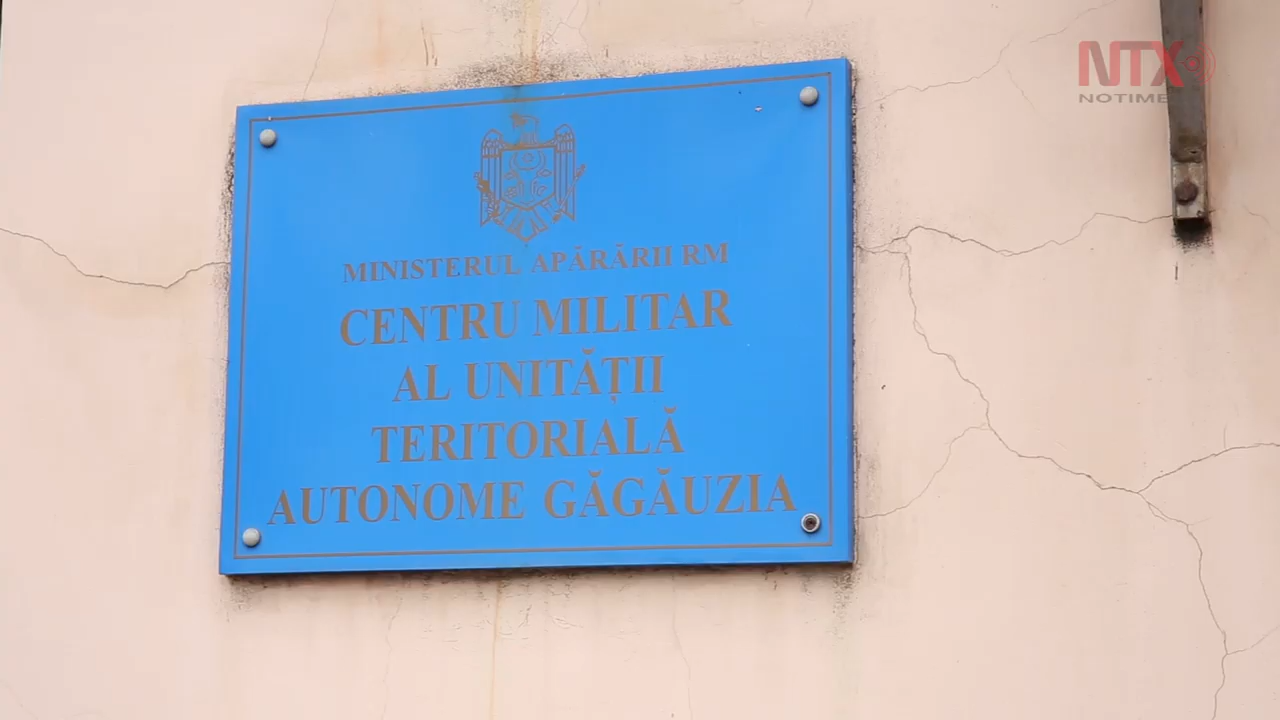 NTX
NOTIME
MINISTERUL APĂRĂRII RM
CENTRU MILITAR
AL UNITĂȚII
TERITORIALĂ
AUTONOME GĂGĂUZIA